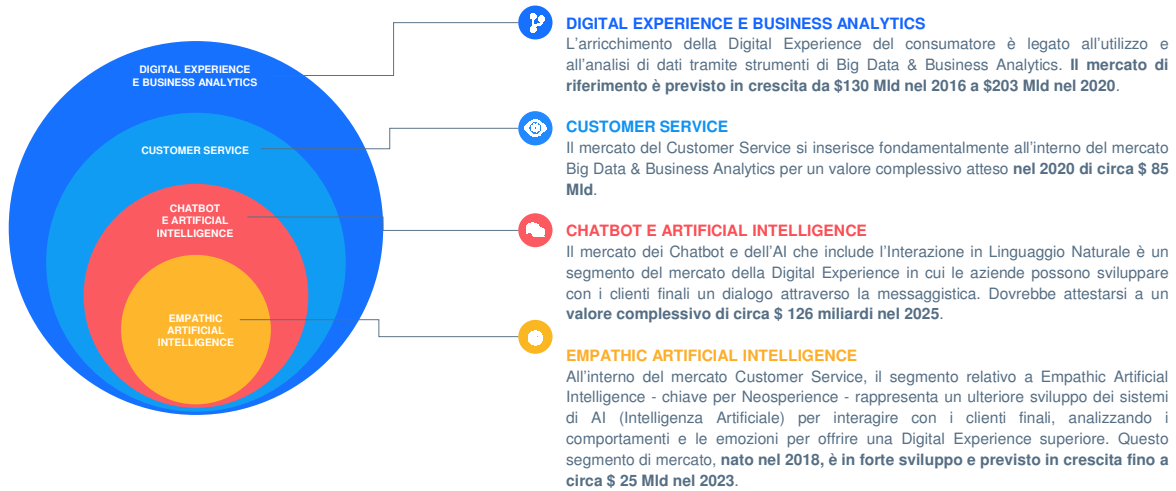 DIGITAL EXPERIENCE
E BUSINESS ANALYTICS
CUSTOMER SERVICE
CHATBOT
E ARTIFICIAL
INTELLIGENCE
EMPATHIC
ARTIFICIAL
INTELLIGENCE
DIGITAL EXPERIENCE E BUSINESS ANALYTICS
L'arricchimento della Digital Experience del consumatore è legato all'utilizzo e
all'analisi di dati tramite strumenti di Big Data & Business Analytics. Il mercato di
riferimento è previsto in crescita da $130 Mld nel 2016 a $203 Mld nel 2020.
CUSTOMER SERVICE
Il mercato del Customer Service si inserisce fondamentalmente all'interno del mercato
Big Data & Business Analytics per un valore complessivo atteso nel 2020 di circa $ 85
Mld.
CHATBOT E ARTIFICIAL INTELLIGENCE
Il mercato dei Chatbot e dell'AI che include l'Interazione in Linguaggio Naturale è un
segmento del mercato della Digital Experience in cui le aziende possono sviluppare
con i clienti finali un dialogo attraverso la messaggistica. Dovrebbe attestarsi a un
valore complessivo di circa $ 126 miliardi nel 2025.
EMPATHIC ARTIFICIAL INTELLIGENCE
All'interno del mercato Customer Service, il segmento relativo a Empathic Artificial
Intelligence - chiave per Neosperience - rappresenta un ulteriore sviluppo dei sistemi
di AI (Intelligenza Artificiale) per interagire con i clienti finali, analizzando i
comportamenti e le emozioni per offrire una Digital Experience superiore. Questo
segmento di mercato, nato nel 2018, è in forte sviluppo e previsto in crescita fino a
circa $ 25 Mld nel 2023.